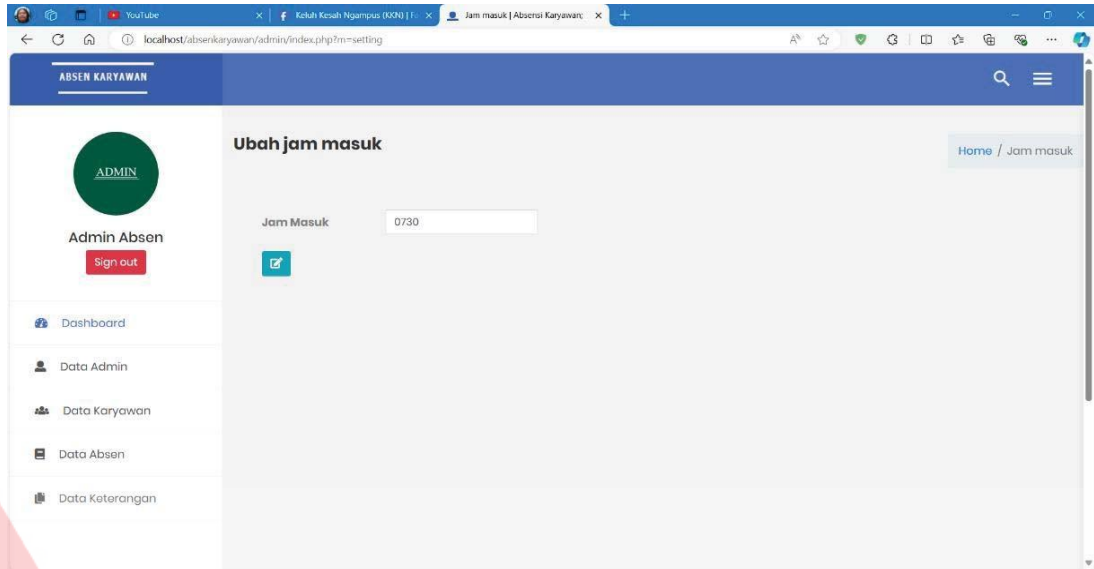 YouTube
Keluh Kesah Ngampus (KKN) | F
Jam masuk | Absensi Karyawan;
localhost/absenkaryawan/admin/index.php?m=setting
ABSEN KARYAWAN
ADMIN
Admin Absen
Sign out
Dashboard
Data Admin
Data Karyawan
Data Absen
Data Keterangan
Ubah jam masuk
Home / Jam masuk
Jam Masuk
0730